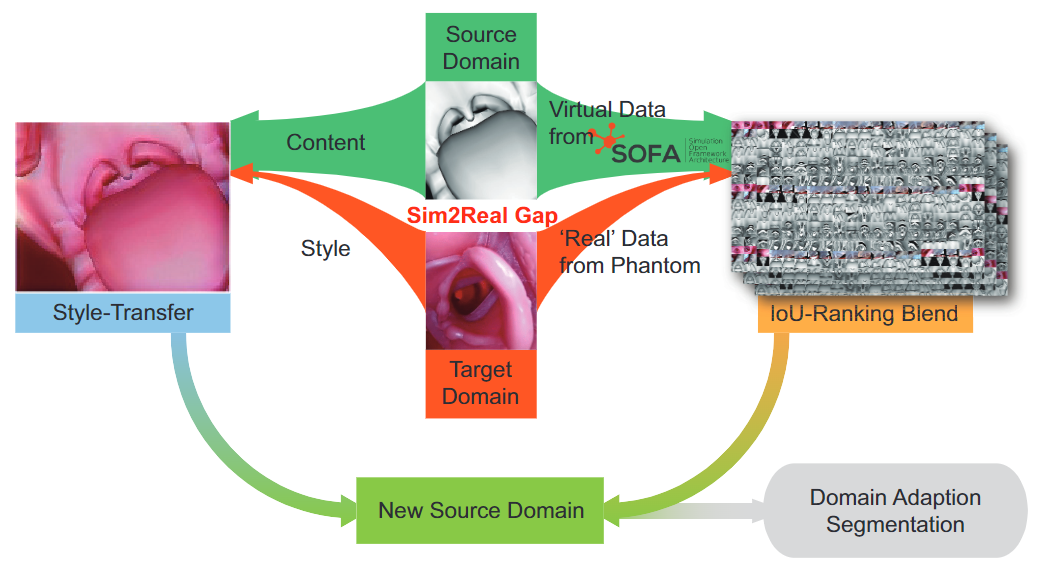 Source
Domain
Virtual Data
from
SOFA
Simulation
Open
Framework
Architecture
Content
Sim2Real Gap
Style
‘Real’ Data
from Phantom
Style-Transfer
IoU-Ranking Blend
Target
Domain
New Source Domain
Domain Adaption
Segmentation